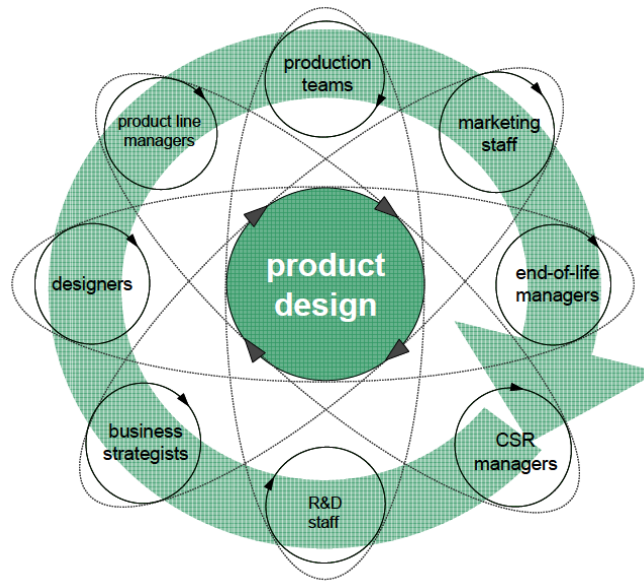 production
teams
marketing
staff
end-of-life
managers
CSR
managers
R&D
staff
business
strategists
designers
product line
managers
product
design